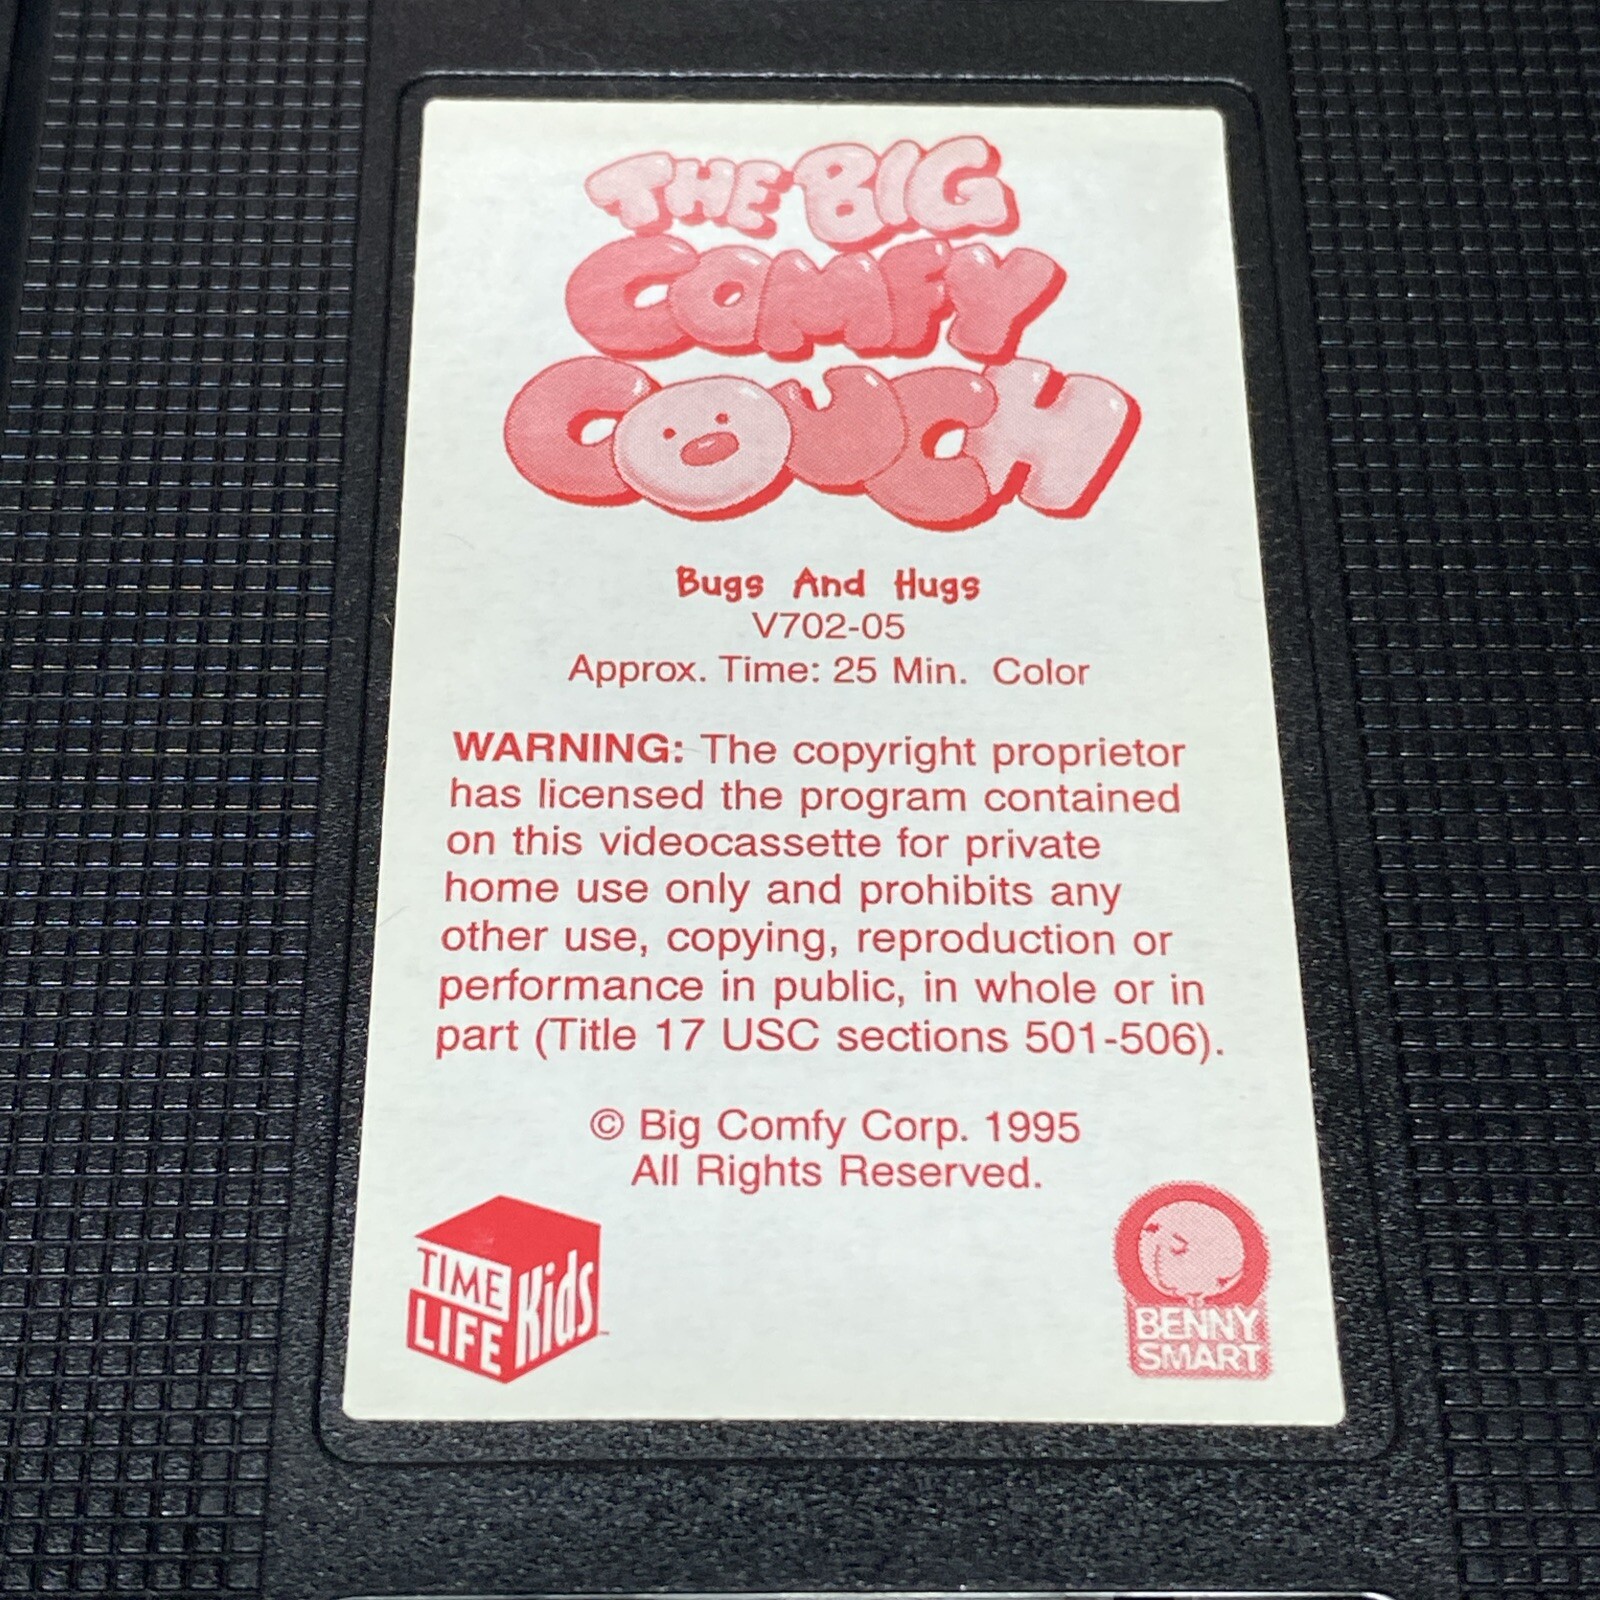 THE BIG
COMFY
COUCH
Bugs And Hugs
V702-05
Approx. Time: 25 Min. Color
WARNING: The copyright proprietor
has licensed the program contained
on this videocassette for private
home use only and prohibits any
other use, copying, reproduction or
performance in public, in whole or in
part (Title 17 USC sections 501-506).
© Big Comfy Corp. 1995
All Rights Reserved.
TIME
LIFE
Kids™
BENNY
SMART